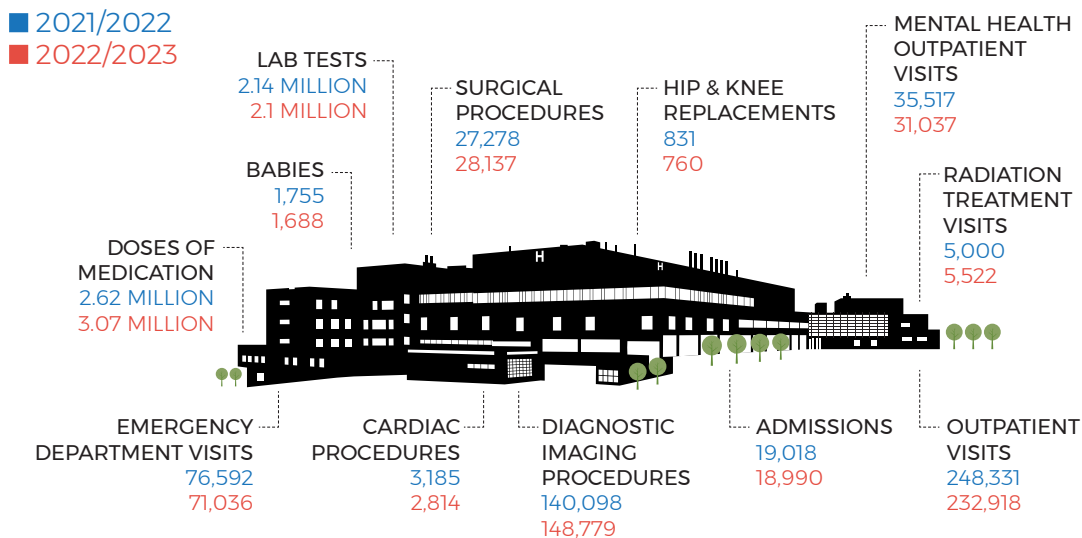 2021/2022
2022/2023
LAB TESTS
2.14 MILLION
2.1 MILLION
SURGICAL
PROCEDURES
27,278
28,137
HIP & KNEE
REPLACEMENTS
831
760
MENTAL HEALTH
OUTPATIENT
VISITS
35,517
31,037
BABIES
1,755
1,688
RADIATION
TREATMENT
VISITS
5,000
5,522
DOSES OF
MEDICATION
2.62 MILLION
3.07 MILLION
H
H
EMERGENCY
DEPARTMENT VISITS
76,592
71,036
CARDIAC
PROCEDURES
3,185
2,814
DIAGNOSTIC
IMAGING
PROCEDURES
140,098
148,779
ADMISSIONS
19,018
18,990
OUTPATIENT
VISITS
248,331
232,918